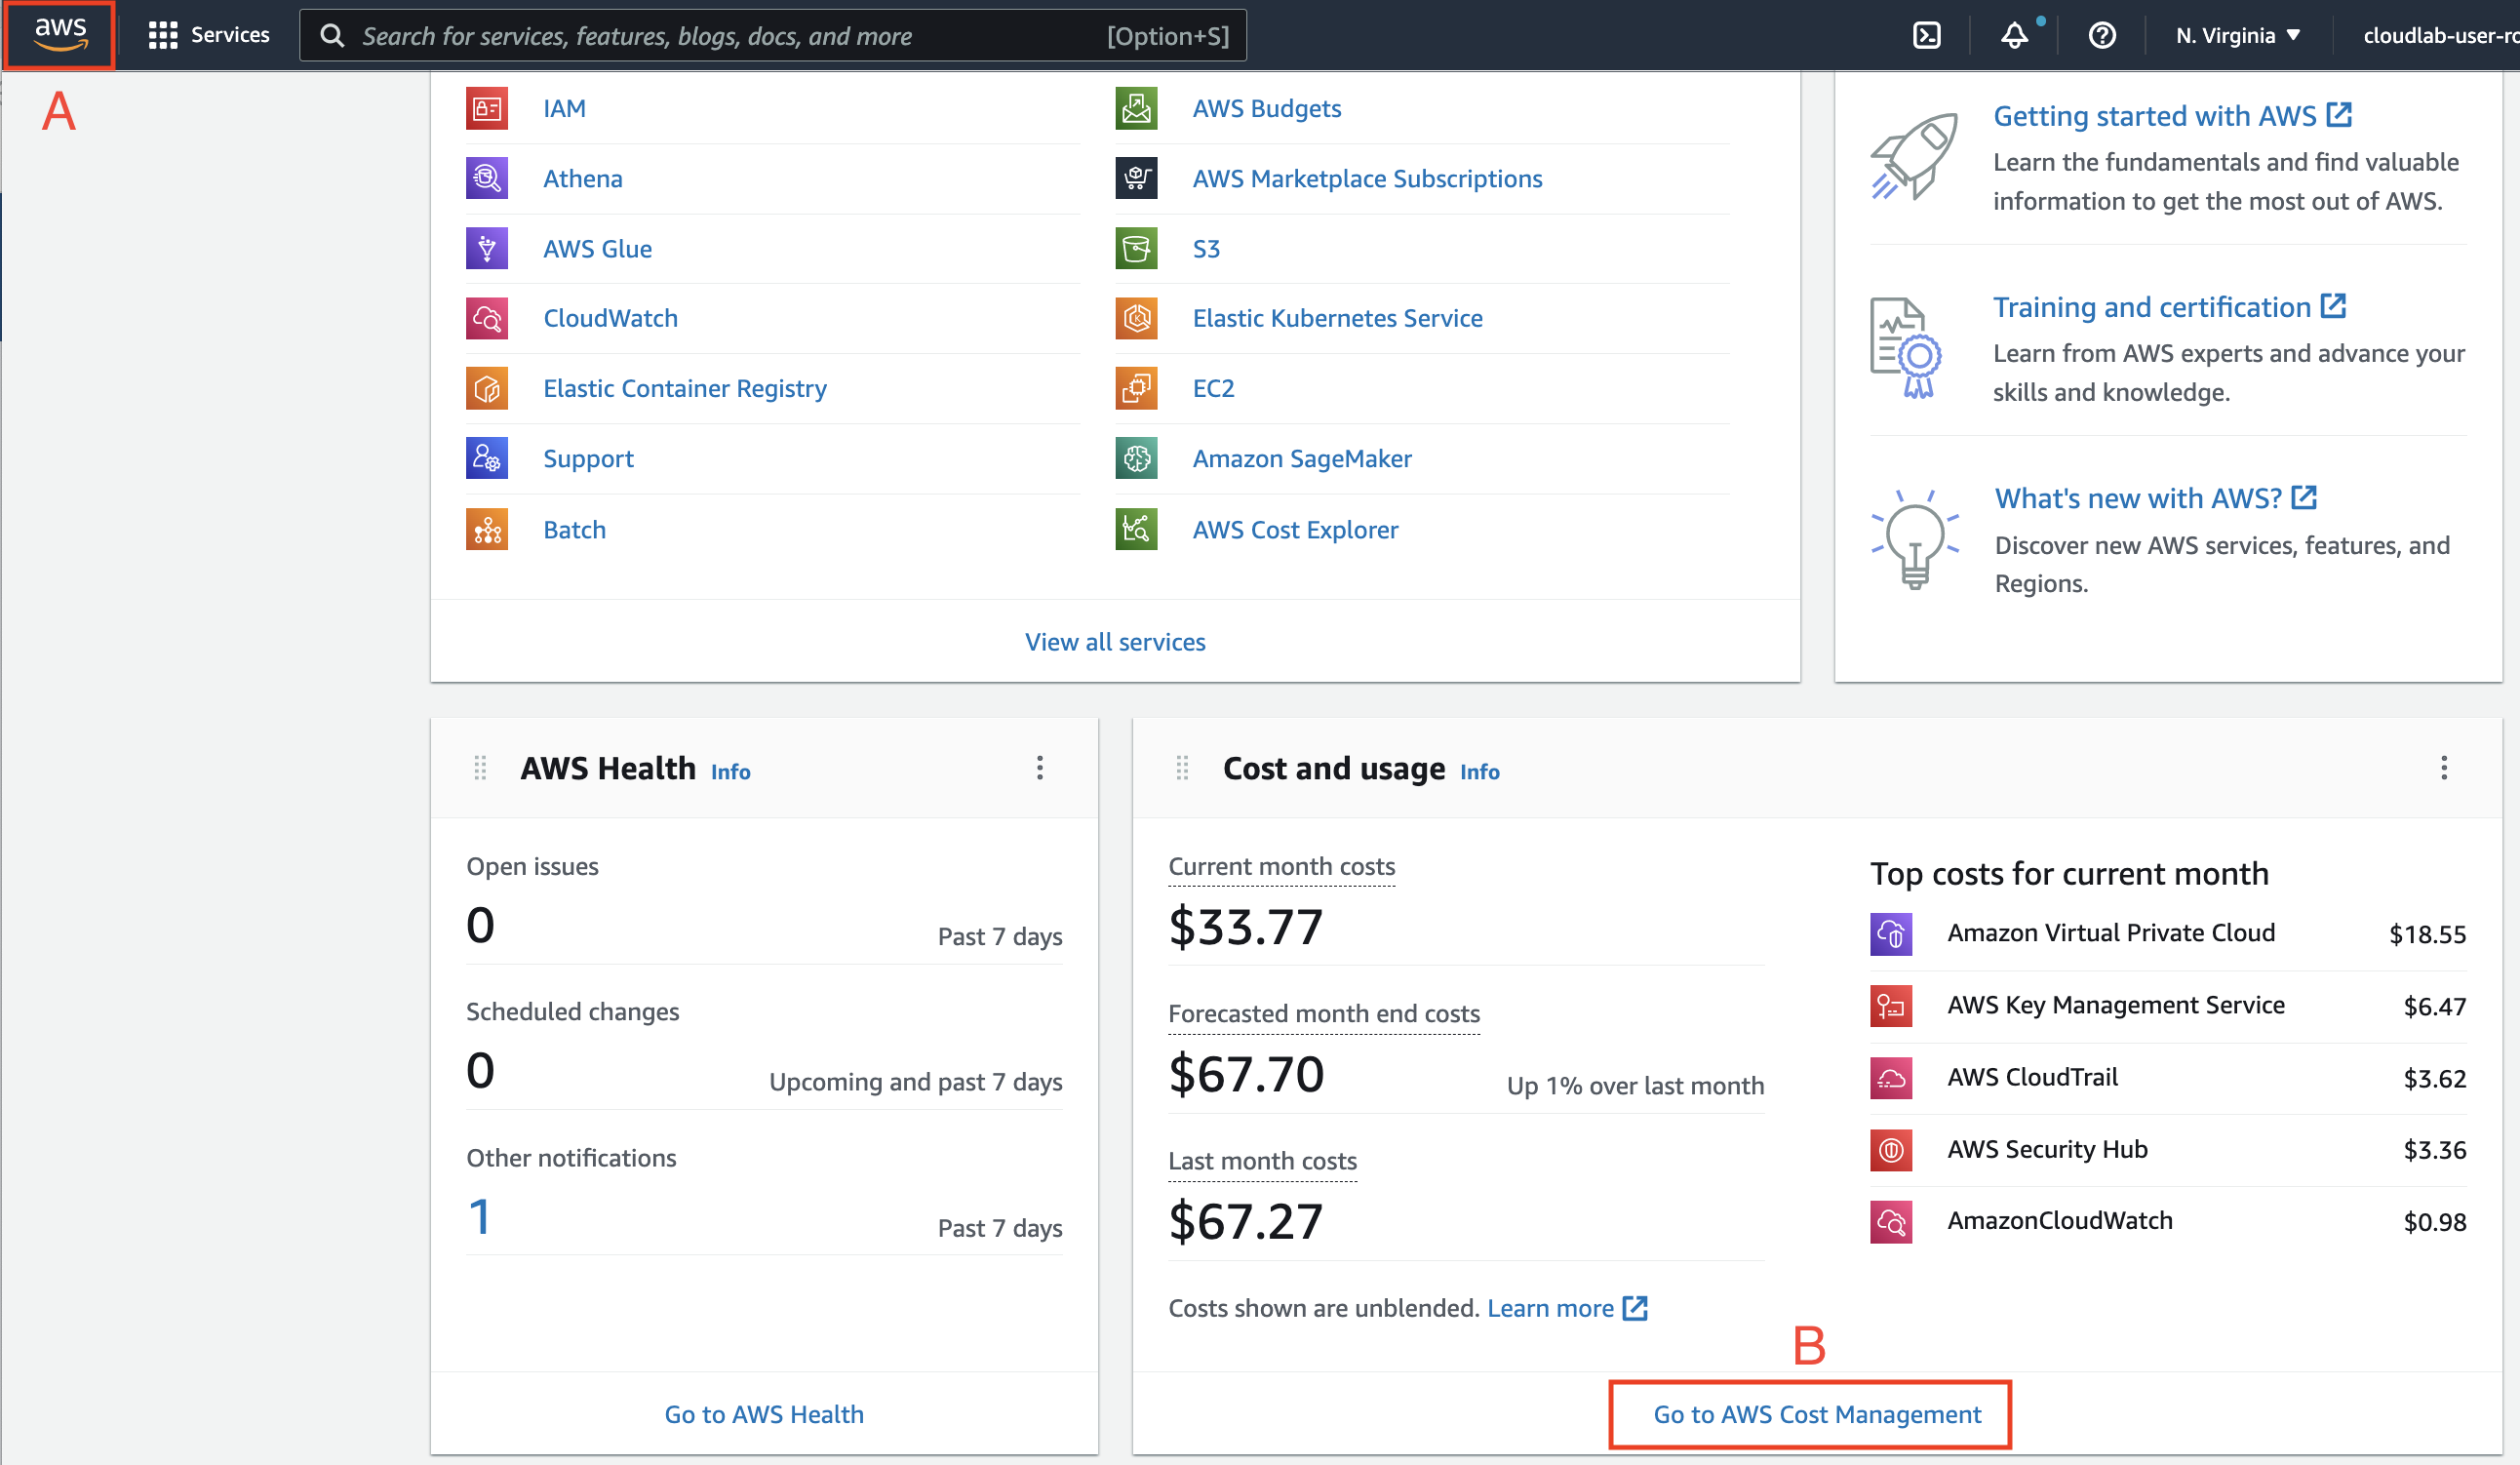 aws
Services
Search for services, features, blogs, docs, and more
[Option+S]
N. Virginia
cloudlab-user-ro
A
IAM
AWS Budgets
Athena
AWS Marketplace Subscriptions
AWS Glue
S3
CloudWatch
Elastic Kubernetes Service
Elastic Container Registry
EC2
Support
Amazon SageMaker
Batch
AWS Cost Explorer
View all services
Getting started with AWS
Learn the fundamentals and find valuable
information to get the most out of AWS.
Training and certification
Learn from AWS experts and advance your
skills and knowledge.
What's new with AWS?
Discover new AWS services, features, and
Regions.
AWS Health Info
Open issues
0
Past 7 days
Scheduled changes
0
Upcoming and past 7 days
Other notifications
1
Past 7 days
Go to AWS Health
Cost and usage Info
Current month costs
$33.77
Forecasted month end costs
$67.70
Up 1% over last month
Last month costs
$67.27
Costs shown are unblended. Learn more
Top costs for current month
Amazon Virtual Private Cloud $18.55
AWS Key Management Service $6.47
AWS CloudTrail $3.62
AWS Security Hub $3.36
AmazonCloudWatch $0.98
B
Go to AWS Cost Management